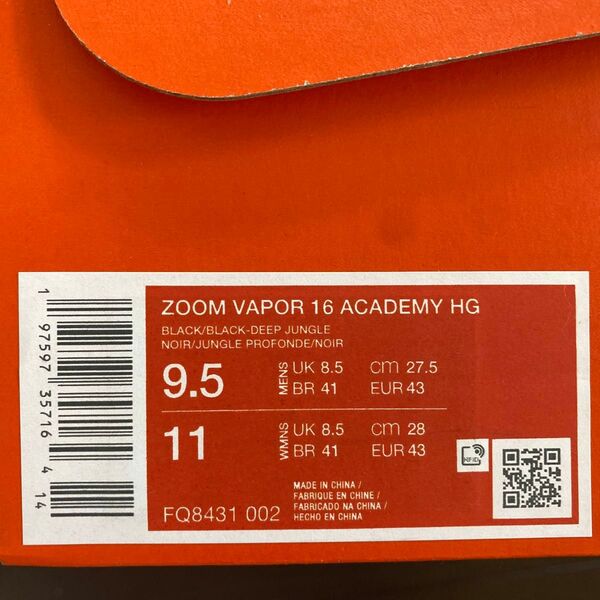 ZOOM VAPOR 16 ACADEMY HG
BLACK/BLACK-DEEP JUNGLE
NOIR/JUNGLE PROFONDE/NOIR
9.5 MENS UK 8.5 cm 27.5
BR 41 EUR 43
11 WMNS UK 8.5 cm 28
BR 41 EUR 43
FQ8431 002
MADE IN CHINA /
FABRIQUE EN CHINE /
FABRICADO NA CHINA /
HECHO EN CHINA
RFID
1 97597 35716 4 14